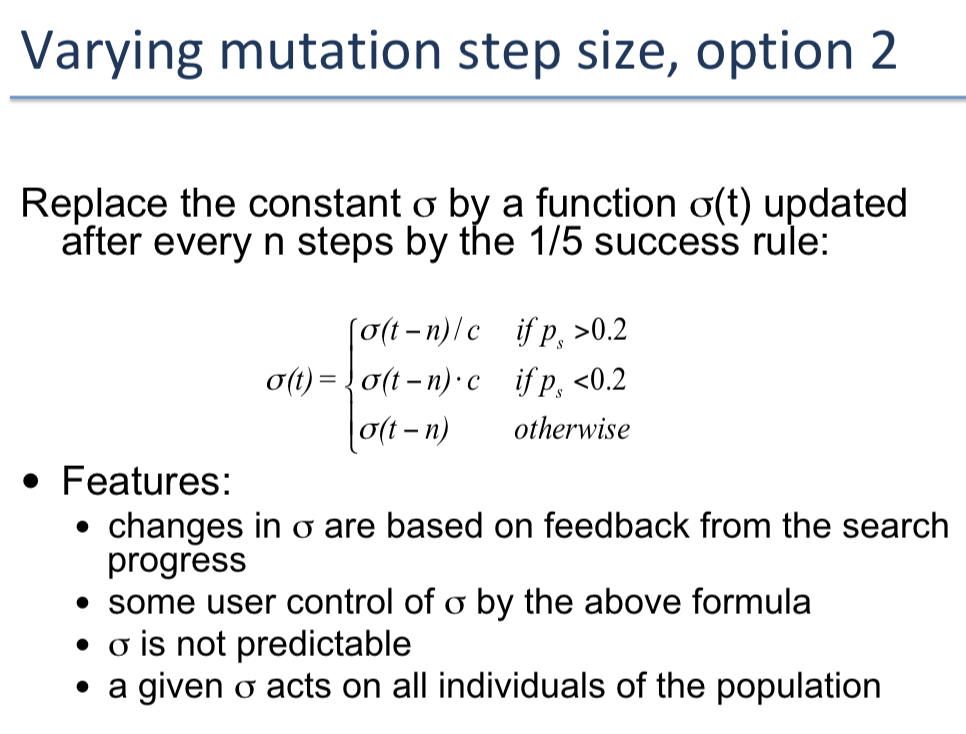 Varying mutation step size, option 2
Replace the constant σ by a function σ(t) updated
after every n steps by the 1/5 success rule:
σ(t − n) / c if pₛ >0.2
σ(t) = { σ(t − n) · c if pₛ <0.2
σ(t − n) otherwise
• Features:
• changes in σ are based on feedback from the search
progress
• some user control of σ by the above formula
• σ is not predictable
• a given σ acts on all individuals of the population